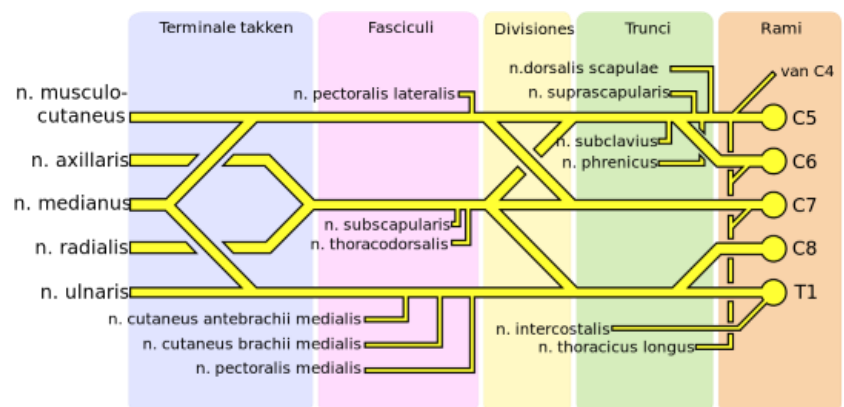 Terminale takken
Fasciculi
Divisiones
Trunci
Rami
n. musculo-
cutaneus
n. axillaris
n. medianus
n. radialis
n. ulnaris
n. pectoralis lateralis
n. subscapularis
n. thoracodorsalis
n. cutaneus antebrachii medialis
n. cutaneus brachii medialis
n. pectoralis medialis
n.dorsalis scapulae
n. suprascapularis
n. subclavius
n. phrenicus
n. intercostalis
n. thoracicus longus
van C4
C5
C6
C7
C8
T1